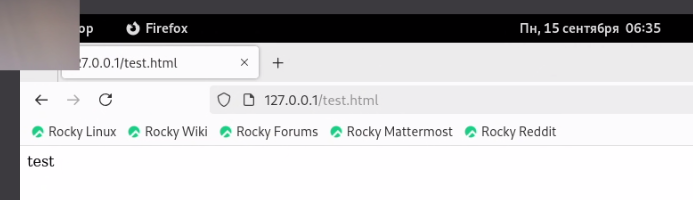 Firefox
Пн, 15 сентября 06:35
27.0.0.1/test.html
127.0.0.1/test.html
Rocky Linux Rocky Wiki Rocky Forums Rocky Mattermost Rocky Reddit
test